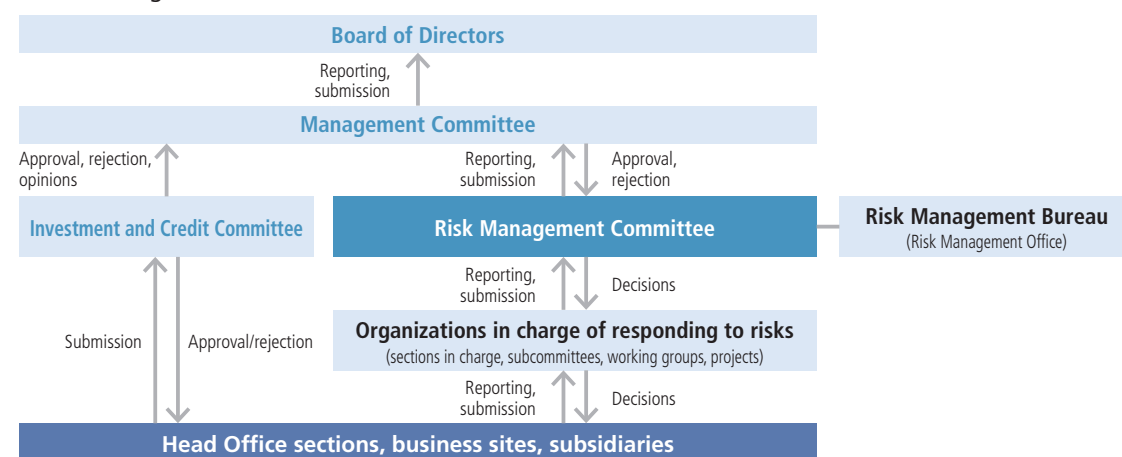 Board of Directors
Reporting,
submission
Management Committee
Approval, rejection,
opinions
Reporting,
submission
Approval,
rejection
Investment and Credit Committee
Risk Management Committee
Risk Management Bureau
(Risk Management Office)
Reporting,
submission
Decisions
Submission
Approval/rejection
Organizations in charge of responding to risks
(sections in charge, subcommittees, working groups, projects)
Reporting,
submission
Decisions
Head Office sections, business sites, subsidiaries